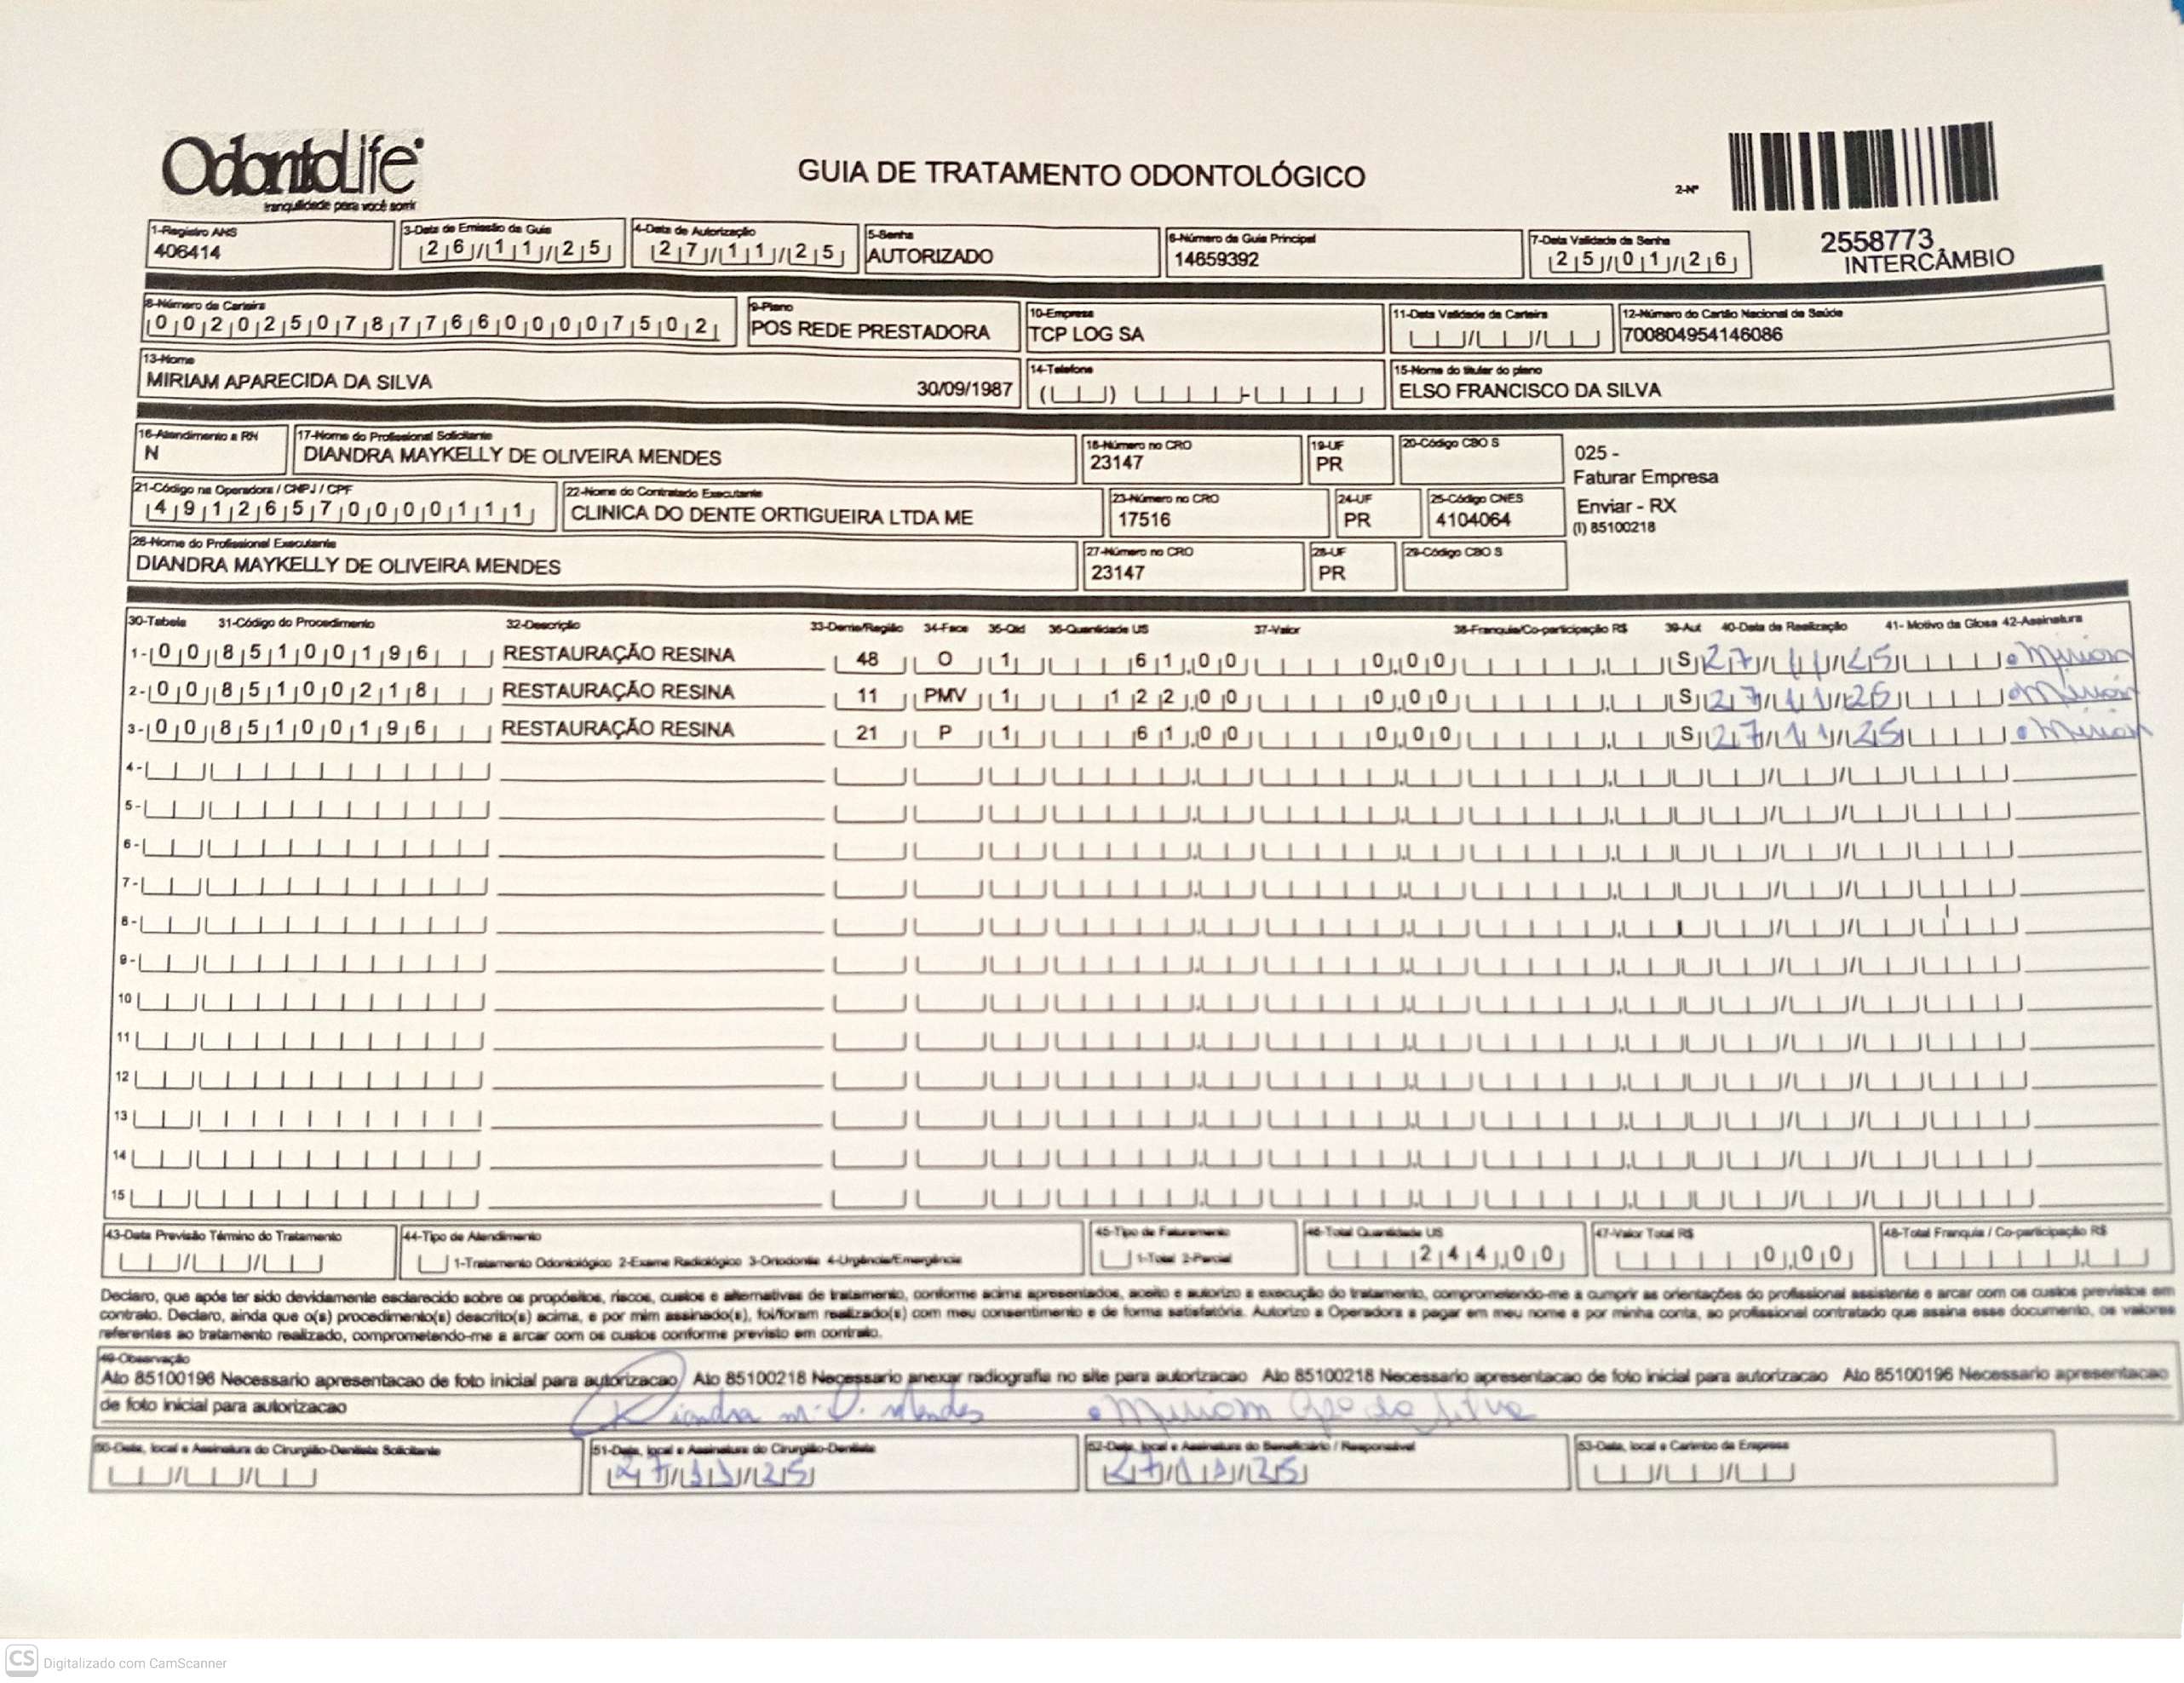 OdontoLife
tranquilidade para você sorrir
GUIA DE TRATAMENTO ODONTOLÓGICO
2-Nº
2558773
INTERCÂMBIO
1-Registro ANS
406414
3-Data de Emissão da Guia
26/11/25
4-Data de Autorização
27/11/25
5-Senha
AUTORIZADO
6-Número da Guia Principal
14659392
7-Data Validade da Senha
25/01/26
8-Número da Carteira
002025078776600007502
9-Plano
POS REDE PRESTADORA
10-Empresa
TCP LOG SA
11-Data Validade da Carteira
12-Número do Cartão Nacional de Saúde
700804954146086
13-Nome
MIRIAM APARECIDA DA SILVA 30/09/1987
14-Telefone
15-Nome do titular do plano
ELSO FRANCISCO DA SILVA
16-Atendimento a RN
N
17-Nome do Profissional Solicitante
DIANDRA MAYKELLY DE OLIVEIRA MENDES
18-Número no CRO
23147
19-UF
PR
20-Código CBO S
025 -
Faturar Empresa
Enviar - RX
(I) 85100218
21-Código na Operadora / CNPJ / CPF
49126570000111
22-Nome do Contratado Executante
CLINICA DO DENTE ORTIGUEIRA LTDA ME
23-Número no CRO
17516
24-UF
PR
25-Código CNES
4104064
26-Nome do Profissional Executante
DIANDRA MAYKELLY DE OLIVEIRA MENDES
27-Número no CRO
23147
28-UF
PR
29-Código CBO S
30-Tabela 31-Código do Procedimento 32-Descrição 33-Dente/Região 34-Face 35-Qtd 36-Quantidade US 37-Valor 38-Franquia/Co-participação R$ 39-Aut 40-Data de Realização 41- Motivo da Glosa 42-Assinatura
1- 00 85100196 RESTAURAÇÃO RESINA 48 O 1 61,00 0,00 S 27/11/25 Miriam
2- 00 85100218 RESTAURAÇÃO RESINA 11 PMV 1 122,00 0,00 S 27/11/25 Miriam
3- 00 85100196 RESTAURAÇÃO RESINA 21 P 1 61,00 0,00 S 27/11/25 Miriam
4-
5-
6-
7-
8-
9-
10
11
12
13
14
15
43-Data Previsão Término do Tratamento
44-Tipo de Atendimento
1-Tratamento Odontológico 2-Exame Radiológico 3-Ortodontia 4-Urgência/Emergência
45-Tipo de Faturamento
1-Total 2-Parcial
46-Total Quantidade US
244,00
47-Valor Total R$
0,00
48-Total Franquia / Co-participação R$
Declaro, que após ter sido devidamente esclarecido sobre os propósitos, riscos, custos e alternativas de tratamento, conforme acima apresentados, aceito e autorizo a execução do tratamento, comprometendo-me a cumprir as orientações do profissional assistente e arcar com os custos previstos em
contrato. Declaro, ainda que o(s) procedimento(s) descrito(s) acima, e por mim assinado(s), foi/foram realizado(s) com meu consentimento e de forma satisfatória. Autorizo a Operadora a pagar em meu nome e por minha conta, ao profissional contratado que assina esse documento, os valores
referentes ao tratamento realizado, comprometendo-me a arcar com os custos conforme previsto em contrato.
49-Observação
Ato 85100196 Necessario apresentacao de foto inicial para autorizacao Ato 85100218 Necessario anexar radiografia no site para autorizacao Ato 85100218 Necessario apresentacao de foto inicial para autorizacao Ato 85100196 Necessario apresentacao
de foto inicial para autorizacao
Diandra M. O. Mendes
Miriam Apª da Silva
50-Data, local e Assinatura do Cirurgião-Dentista Solicitante
51-Data, local e Assinatura do Cirurgião-Dentista
27/11/25
52-Data, local e Assinatura do Beneficiário / Responsável
27/11/25
53-Data, local e Carimbo da Empresa
CS Digitalizado com CamScanner